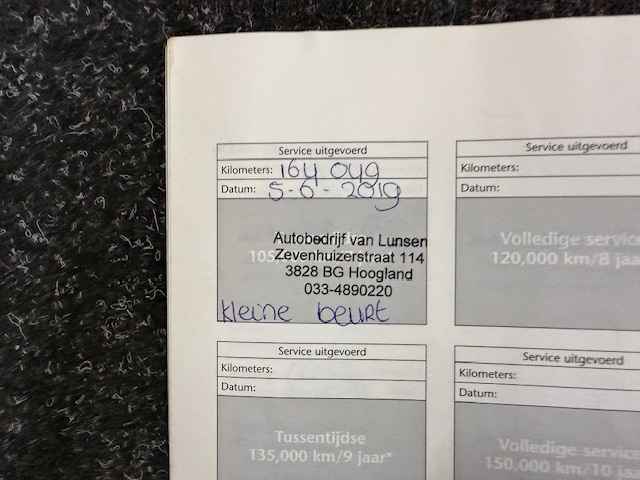 Service uitgevoerd
Kilometers: 164 049
Datum: 5-6-2019
Autobedrijf van Lunsen
Zevenhuizerstraat 114
3828 BG Hoogland
033-4890220
kleine beurt
Service uitgevoerd
Kilometers:
Datum:
Volledige service
120,000 km/8 jaar
Service uitgevoerd
Kilometers:
Datum:
Tussentijdse
135,000 km/9 jaar*
Service uitgevoerd
Kilometers:
Datum:
Volledige service
150,000 km/10 jaar